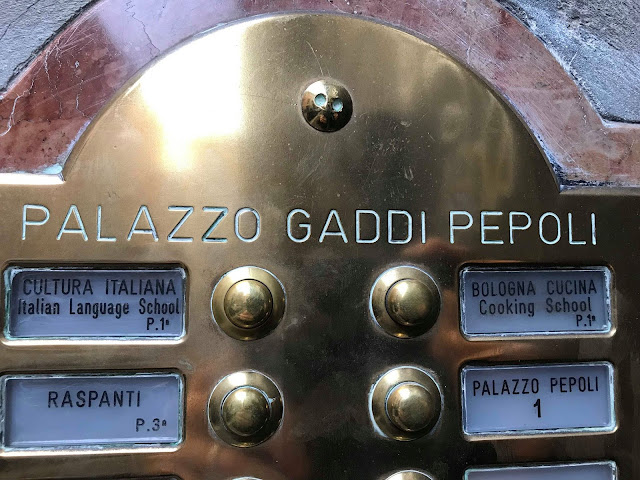 PALAZZO GADDI PEPOLI
CULTURA ITALIANA
Italian Language School
P.1ª
BOLOGNA CUCINA
Cooking School
P.1ª
RASPANTI
P.3ª
PALAZZO PEPOLI
1